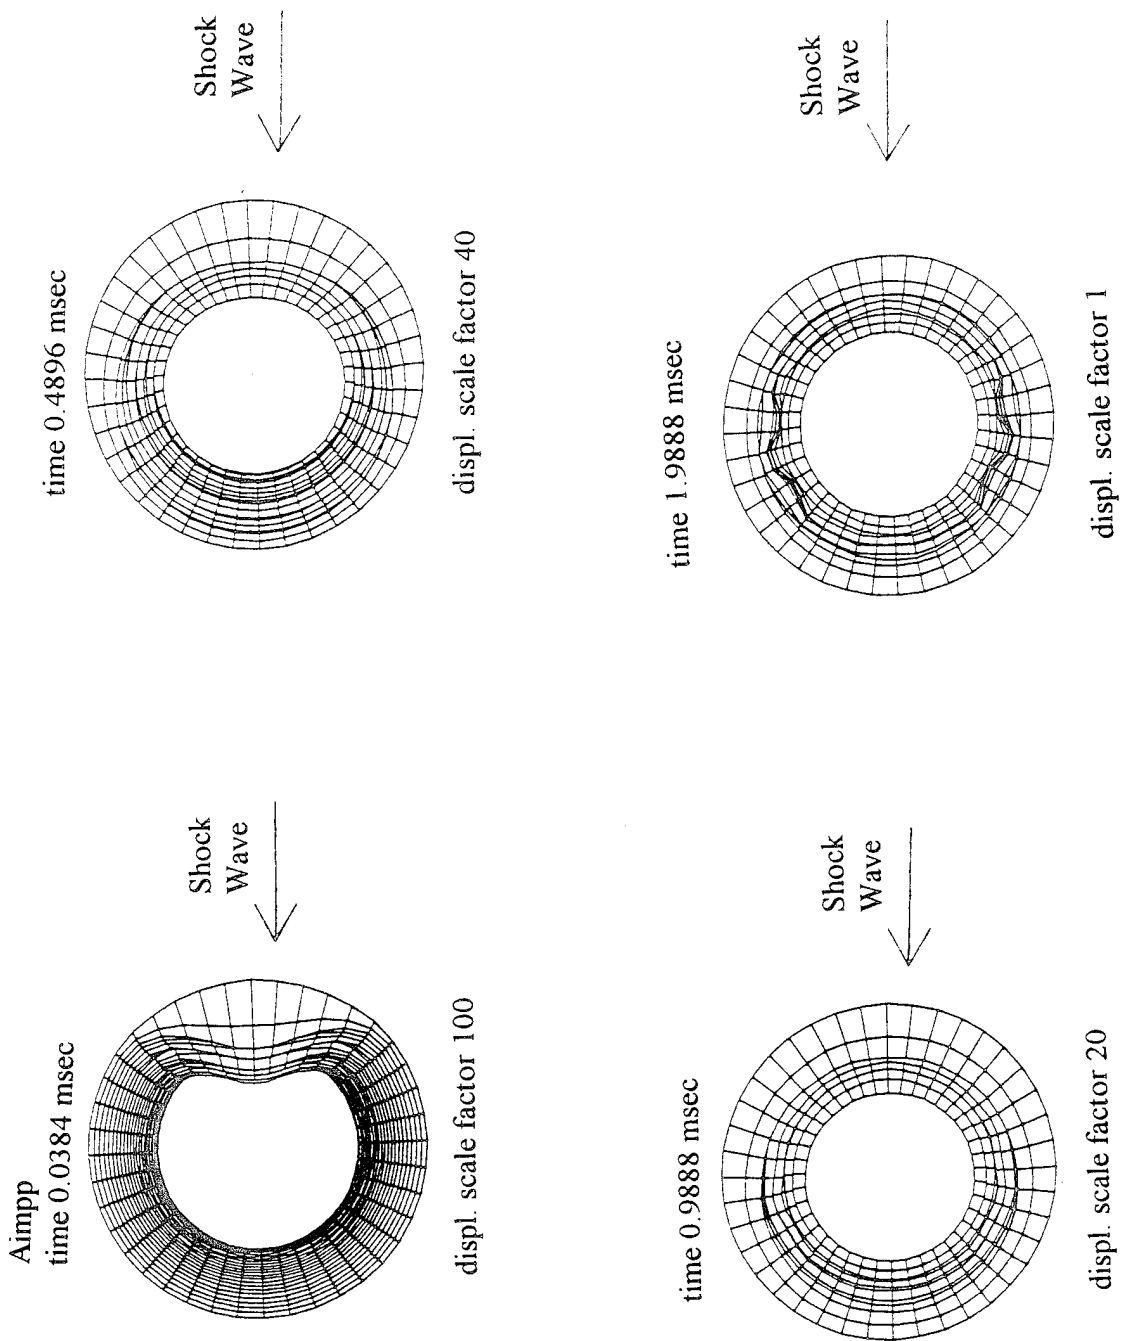 Aimpp
time 0.0384 msec
Shock
Wave
displ. scale factor 100
time 0.4896 msec
Shock
Wave
displ. scale factor 40
time 0.9888 msec
Shock
Wave
displ. scale factor 20
time 1.9888 msec
Shock
Wave
displ. scale factor 1